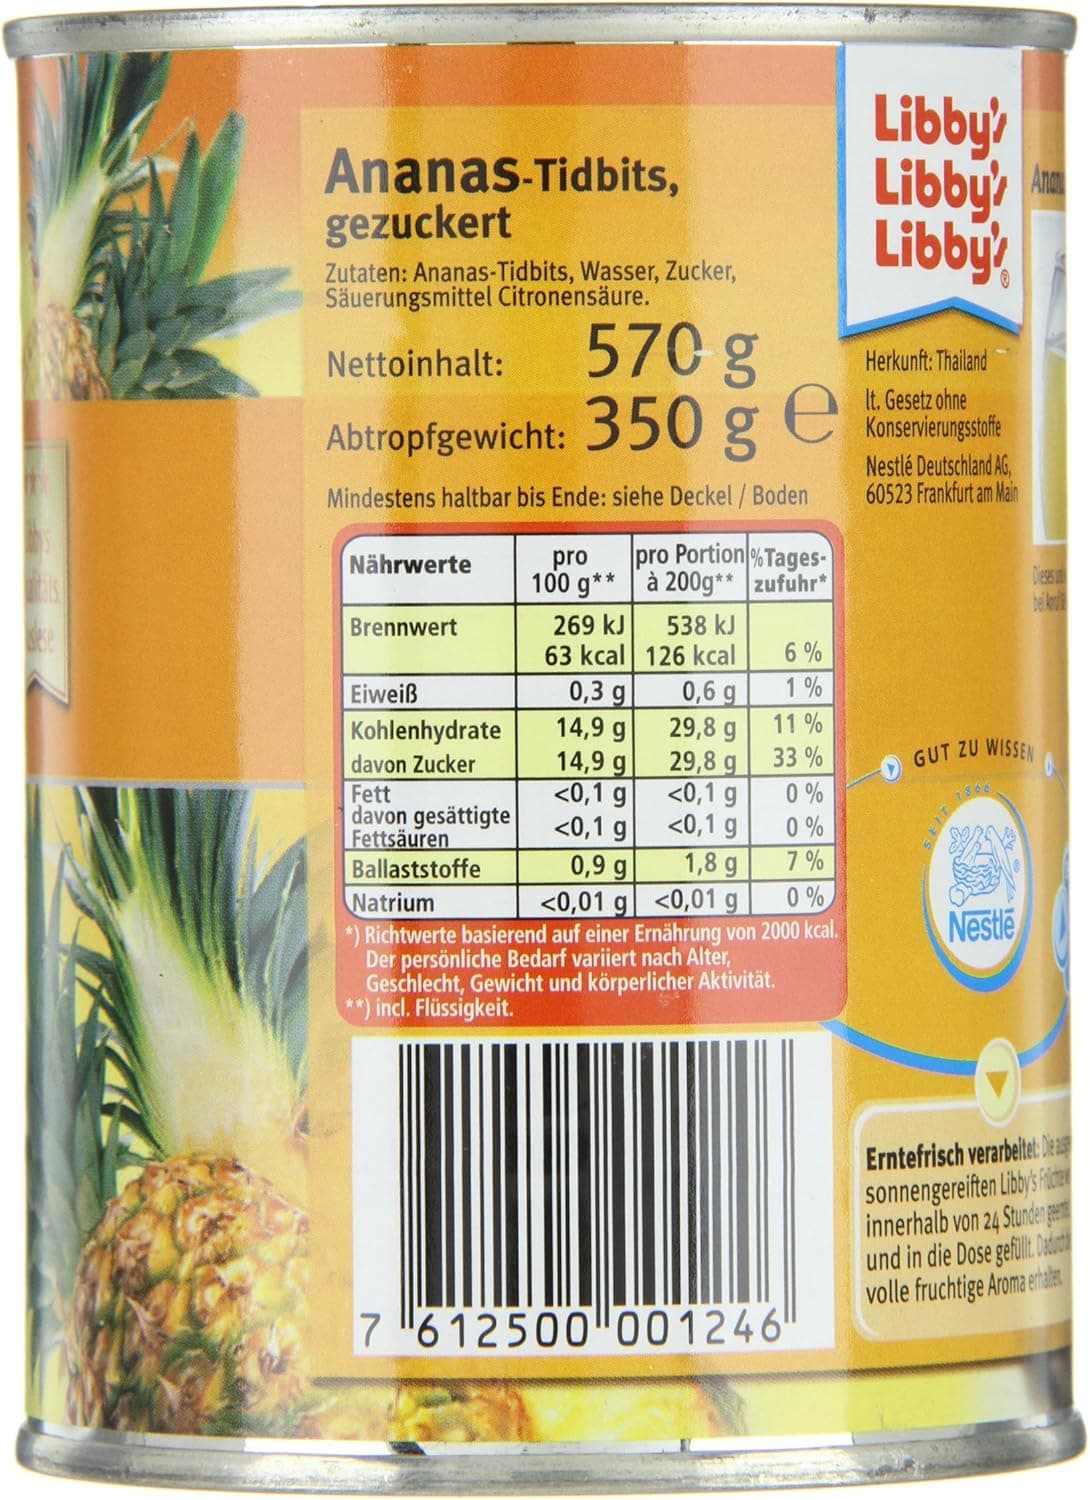 Ananas-Tidbits,
gezuckert
Zutaten: Ananas-Tidbits, Wasser, Zucker,
Säuerungsmittel Citronensäure.
Nettoinhalt: 570 g
Abtropfgewicht: 350 g e
Mindestens haltbar bis Ende: siehe Deckel / Boden
Nährwerte pro 100 g** pro Portion à 200g** %Tages-zufuhr*
Brennwert 269 kJ 538 kJ
63 kcal 126 kcal 6 %
Eiweiß 0,3 g 0,6 g 1 %
Kohlenhydrate 14,9 g 29,8 g 11 %
davon Zucker 14,9 g 29,8 g 33 %
Fett <0,1 g <0,1 g 0 %
davon gesättigte
Fettsäuren <0,1 g <0,1 g 0 %
Ballaststoffe 0,9 g 1,8 g 7 %
Natrium <0,01 g <0,01 g 0 %
*) Richtwerte basierend auf einer Ernährung von 2000 kcal.
Der persönliche Bedarf variiert nach Alter,
Geschlecht, Gewicht und körperlicher Aktivität.
**) incl. Flüssigkeit.
7 612500 001246
Libby's
Libby's
Libby's®
Herkunft: Thailand
lt. Gesetz ohne
Konservierungsstoffe
Nestlé Deutschland AG,
60523 Frankfurt am Main
GUT ZU WISSEN
SEIT 1866
Nestlé®
Erntefrisch verarbeitet: Die
sonnengereiften Libby's Früchte
innerhalb von 24 Stunden
und in die Dose gefüllt. Dadurch
volle fruchtige Aroma erhalten.
Dieses
bei